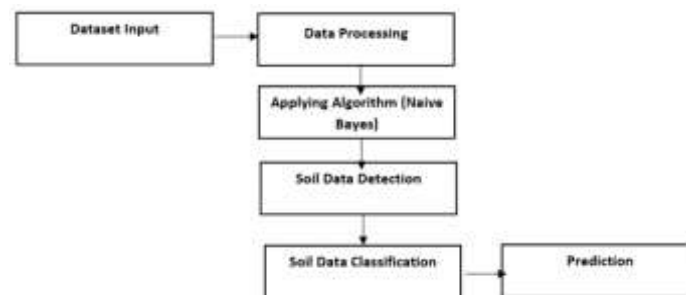 Dataset Input
Data Processing
Applying Algorithm (Naive
Bayes)
Soil Data Detection
Soil Data Classification
Prediction